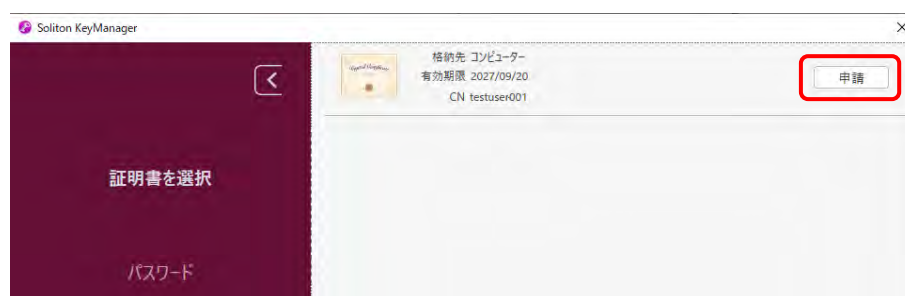 Soliton KeyManager
格納先 コンピューター
有効期限 2027/09/20
CN testuser001
申請
証明書を選択
パスワード